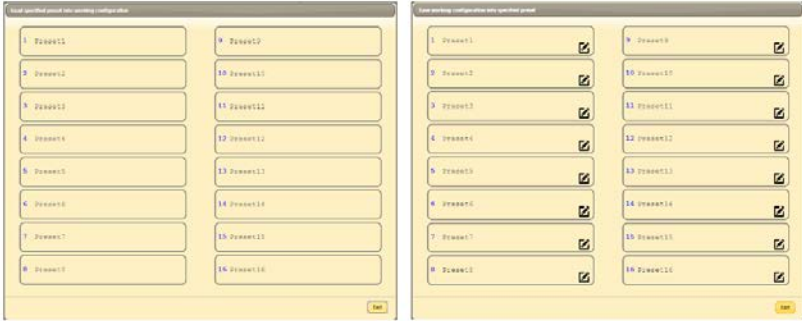 Load specified preset into working configuration
1 Preset1
2 Preset2
3 Preset3
4 Preset4
5 Preset5
6 Preset6
7 Preset7
8 Preset8
9 Preset9
10 Preset10
11 Preset11
12 Preset12
13 Preset13
14 Preset14
15 Preset15
16 Preset16
Exit
Save working configuration into specified preset
1 Preset1
2 Preset2
3 Preset3
4 Preset4
5 Preset5
6 Preset6
7 Preset7
8 Preset8
9 Preset9
10 Preset10
11 Preset11
12 Preset12
13 Preset13
14 Preset14
15 Preset15
16 Preset16
Exit